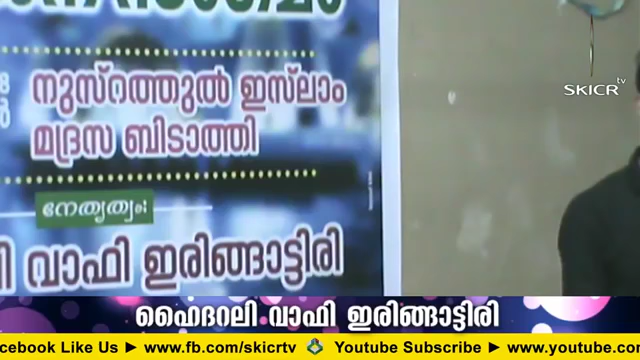 നുസ്റത്തുൽ ഇസ്ലാം
മദ്രസ ബിടാത്തി
നേതൃത്വം:
വാഫി ഇരിങ്ങാട്ടിരി
SKICR tv
ഹൈദറലി വാഫി ഇരിങ്ങാട്ടിരി
cebook Like Us ► www.fb.com/skicrtv Youtube Subscribe ► www.youtube.com